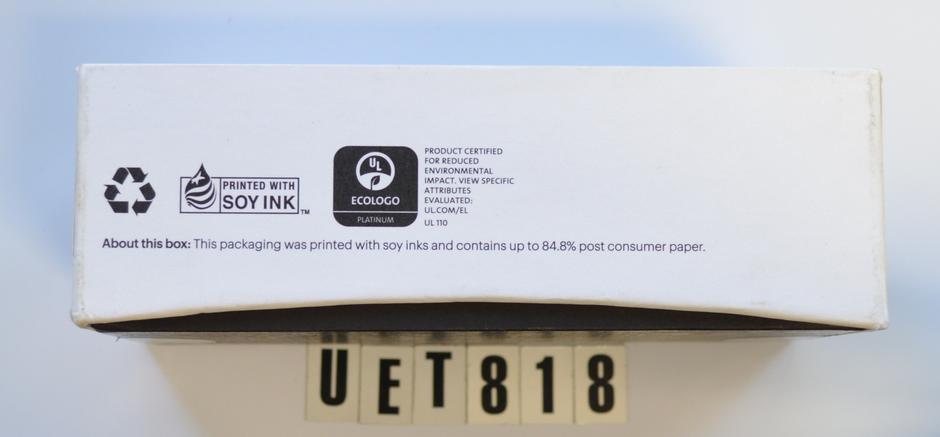 PRINTED WITH
SOY INK™
UL
ECOLOGO
PLATINUM
PRODUCT CERTIFIED
FOR REDUCED
ENVIRONMENTAL
IMPACT. VIEW SPECIFIC
ATTRIBUTES
EVALUATED:
UL.COM/EL
UL 110
About this box: This packaging was printed with soy inks and contains up to 84.8% post consumer paper.
UET818